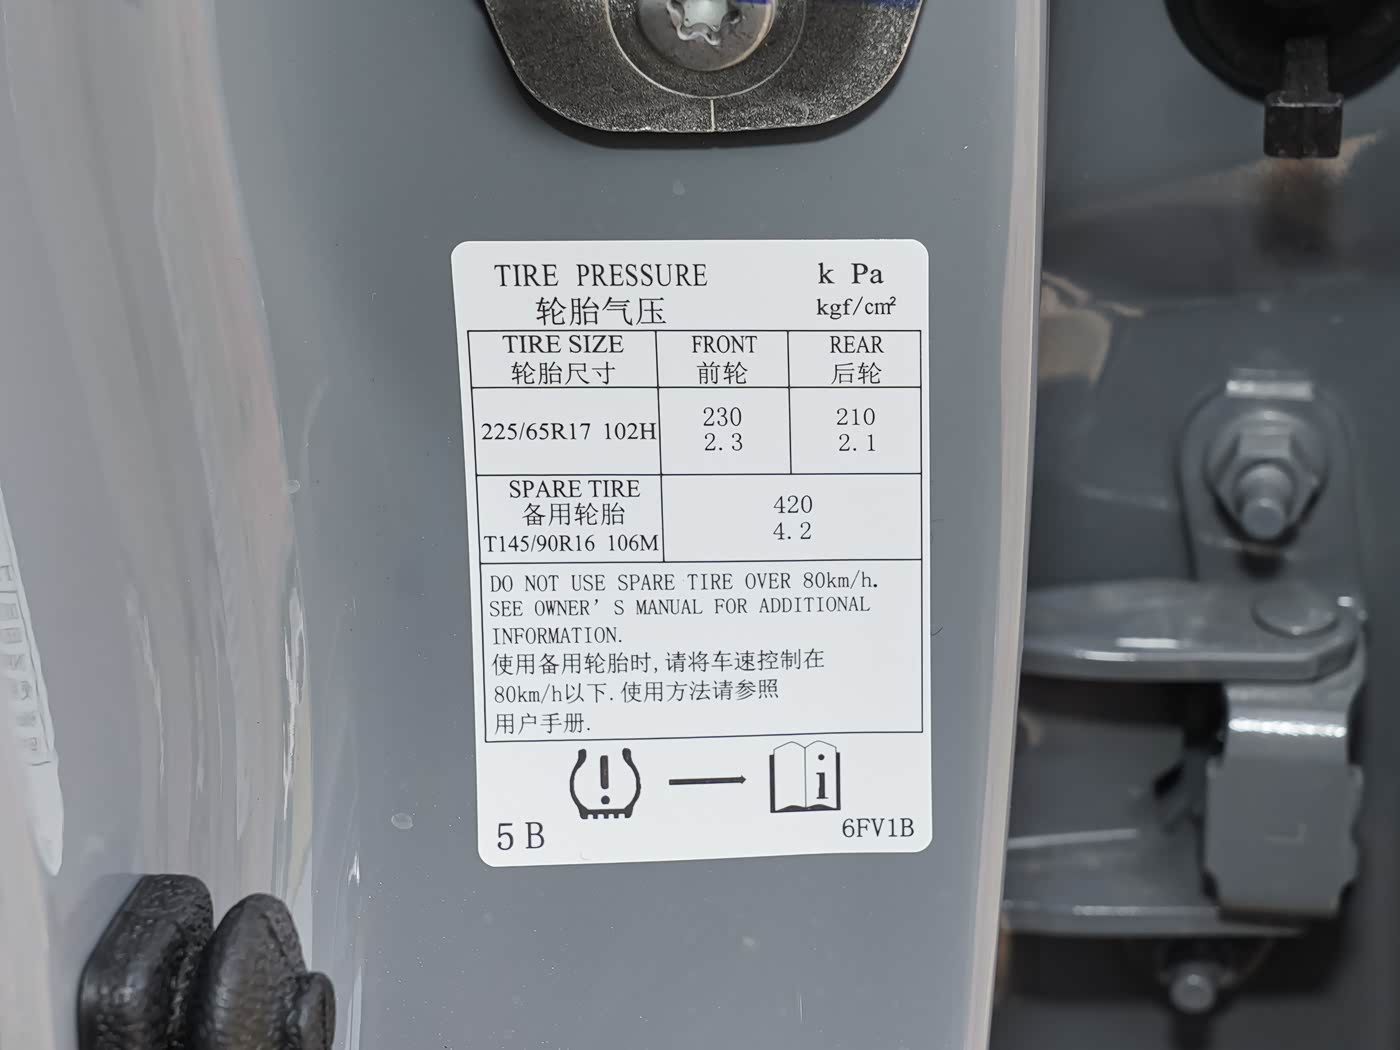 TIRE PRESSURE k Pa
轮胎气压 kgf/cm²
TIRE SIZE FRONT REAR
轮胎尺寸 前轮 后轮
225/65R17 102H 230 210
2.3 2.1
SPARE TIRE
备用轮胎
T145/90R16 106M
420
4.2
DO NOT USE SPARE TIRE OVER 80km/h.
SEE OWNER'S MANUAL FOR ADDITIONAL
INFORMATION.
使用备用轮胎时,请将车速控制在
80km/h以下.使用方法请参照
用户手册.
5B 6FV1B